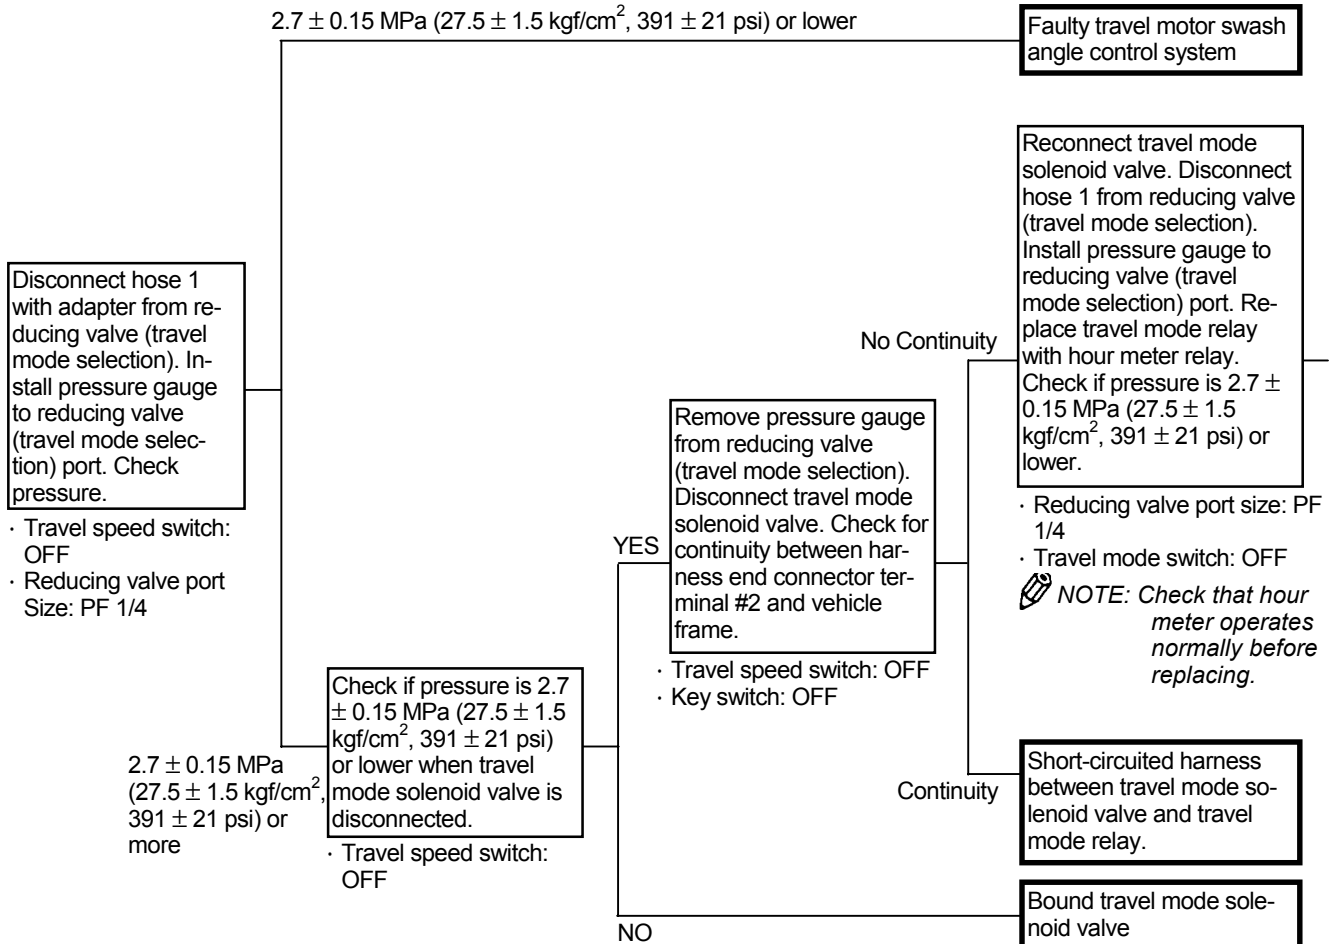 2.7 ± 0.15 MPa (27.5 ± 1.5 kgf/cm², 391 ± 21 psi) or lower
Faulty travel motor swash
angle control system
Reconnect travel mode
solenoid valve. Disconnect
hose 1 from reducing valve
(travel mode selection).
Install pressure gauge to
reducing valve (travel
mode selection) port. Re-
place travel mode relay
with hour meter relay.
Check if pressure is 2.7 ±
0.15 MPa (27.5 ± 1.5
kgf/cm², 391 ± 21 psi) or
lower.
· Reducing valve port size: PF
1/4
· Travel mode switch: OFF
NOTE: Check that hour
meter operates
normally before
replacing.
Disconnect hose 1
with adapter from re-
ducing valve (travel
mode selection). In-
stall pressure gauge
to reducing valve
(travel mode selec-
tion) port. Check
pressure.
· Travel speed switch:
OFF
· Reducing valve port
Size: PF 1/4
No Continuity
Remove pressure gauge
from reducing valve
(travel mode selection).
Disconnect travel mode
solenoid valve. Check for
continuity between har-
ness end connector ter-
minal #2 and vehicle
frame.
· Travel speed switch: OFF
· Key switch: OFF
YES
Check if pressure is 2.7
± 0.15 MPa (27.5 ± 1.5
kgf/cm², 391 ± 21 psi)
or lower when travel
mode solenoid valve is
disconnected.
· Travel speed switch:
OFF
2.7 ± 0.15 MPa
(27.5 ± 1.5 kgf/cm²,
391 ± 21 psi) or
more
Continuity
Short-circuited harness
between travel mode so-
lenoid valve and travel
mode relay.
NO
Bound travel mode sole-
noid valve